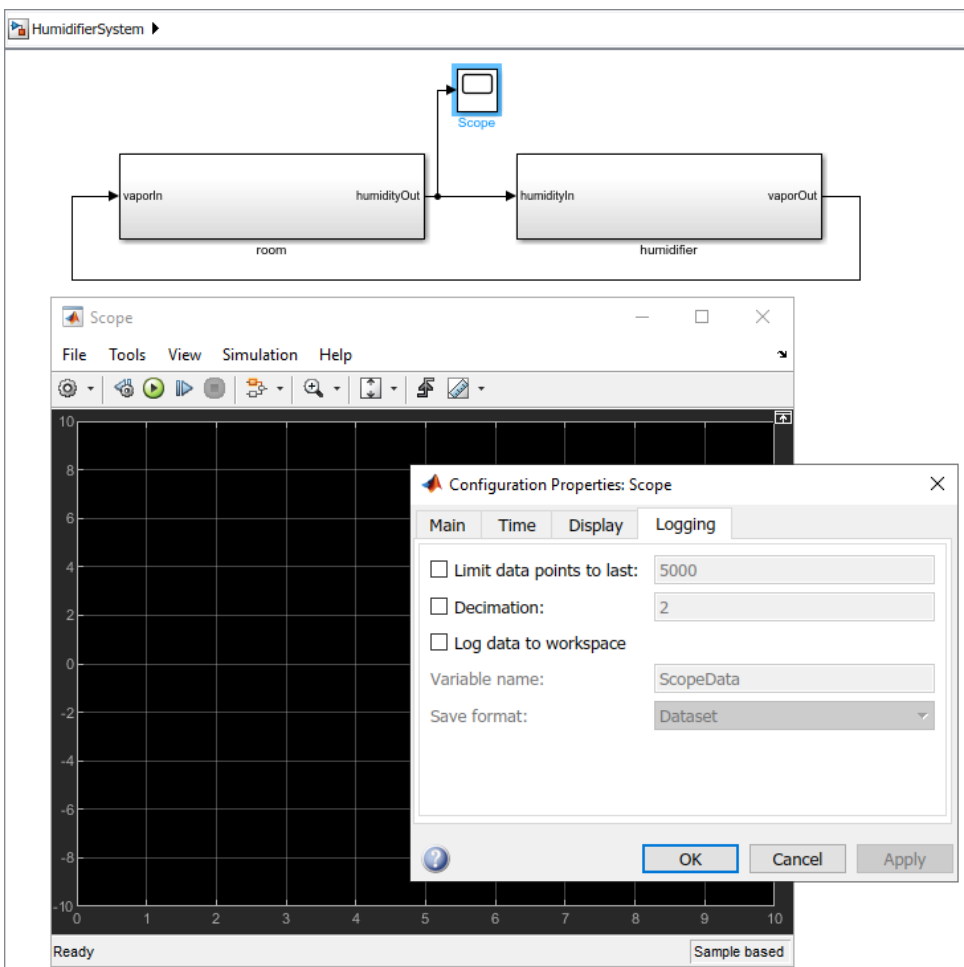 HumidifierSystem
Scope
vaporIn humidityOut humidityIn vaporOut
room humidifier
Scope
File Tools View Simulation Help
10
8
6
4
2
0
-2
-4
-6
-8
-10
0 1 2 3 4 5 6 7 8 9 10
Ready Sample based
Configuration Properties: Scope
Main Time Display Logging
Limit data points to last: 5000
Decimation: 2
Log data to workspace
Variable name: ScopeData
Save format: Dataset
? OK Cancel Apply